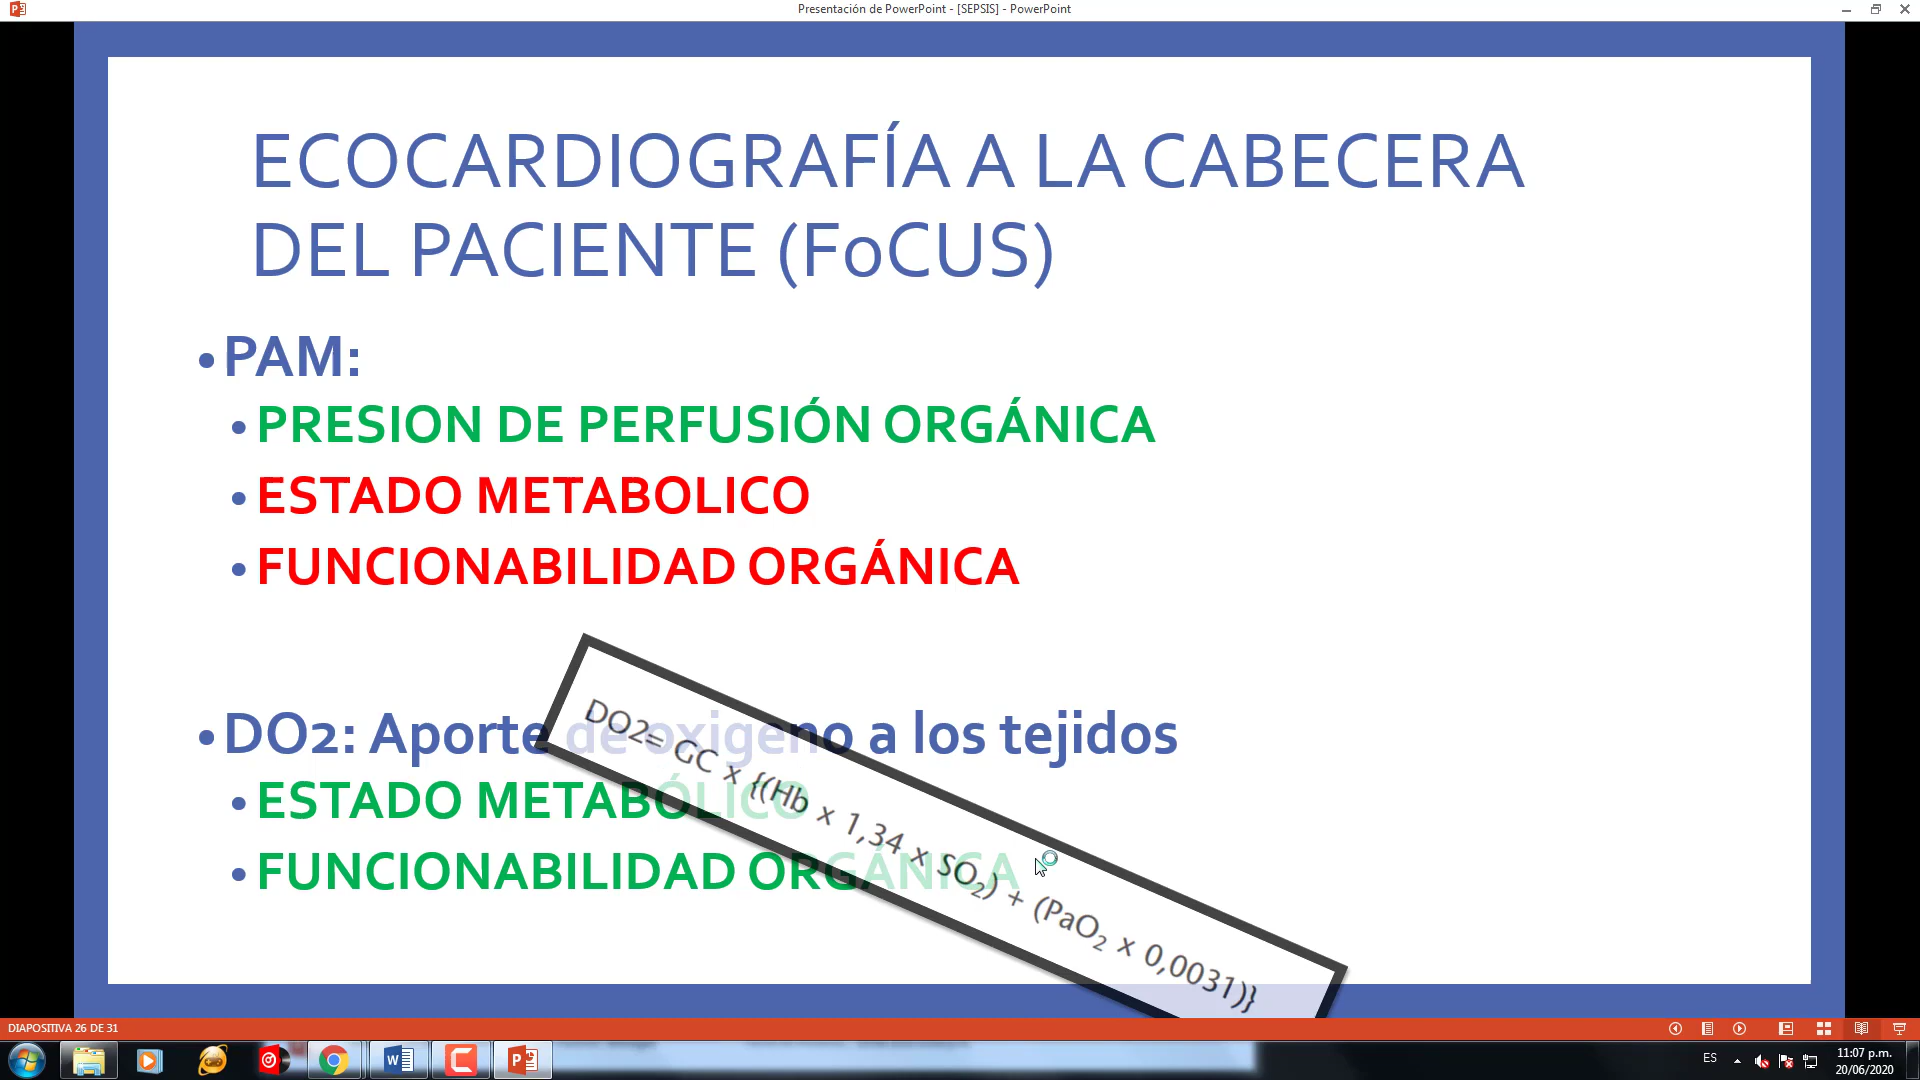 Presentación de PowerPoint - [SEPSIS] - PowerPoint
ECOCARDIOGRAFÍA A LA CABECERA
DEL PACIENTE (FoCUS)
• PAM:
• PRESION DE PERFUSIÓN ORGÁNICA
• ESTADO METABOLICO
• FUNCIONABILIDAD ORGÁNICA
• DO2: Aporte de oxigeno a los tejidos
• ESTADO METABÓLICO
• FUNCIONABILIDAD ORGÁNICA
DO2= GC x {(Hb x 1,34 x SO₂) + (PaO₂ x 0,0031)}
DIAPOSITIVA 26 DE 31
ES
11:07 p.m.
20/06/2020